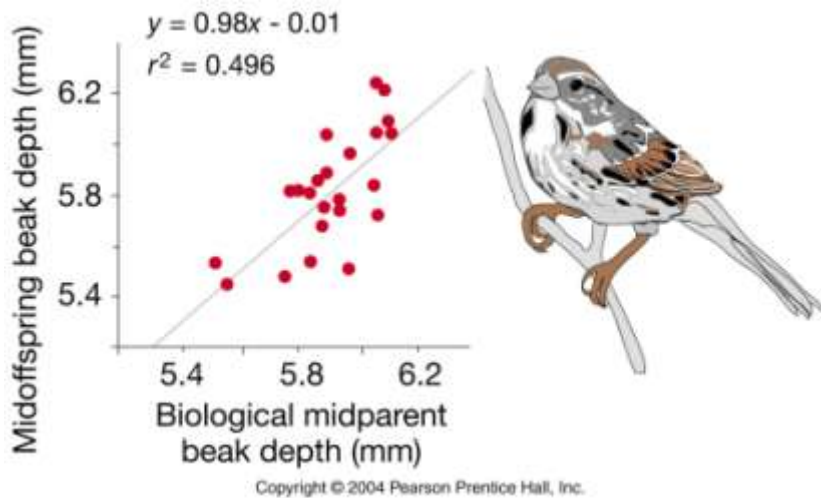 y = 0.98x - 0.01
r² = 0.496
Midoffspring beak depth (mm)
6.2
5.8
5.4
5.4 5.8 6.2
Biological midparent
beak depth (mm)
Copyright © 2004 Pearson Prentice Hall, Inc.